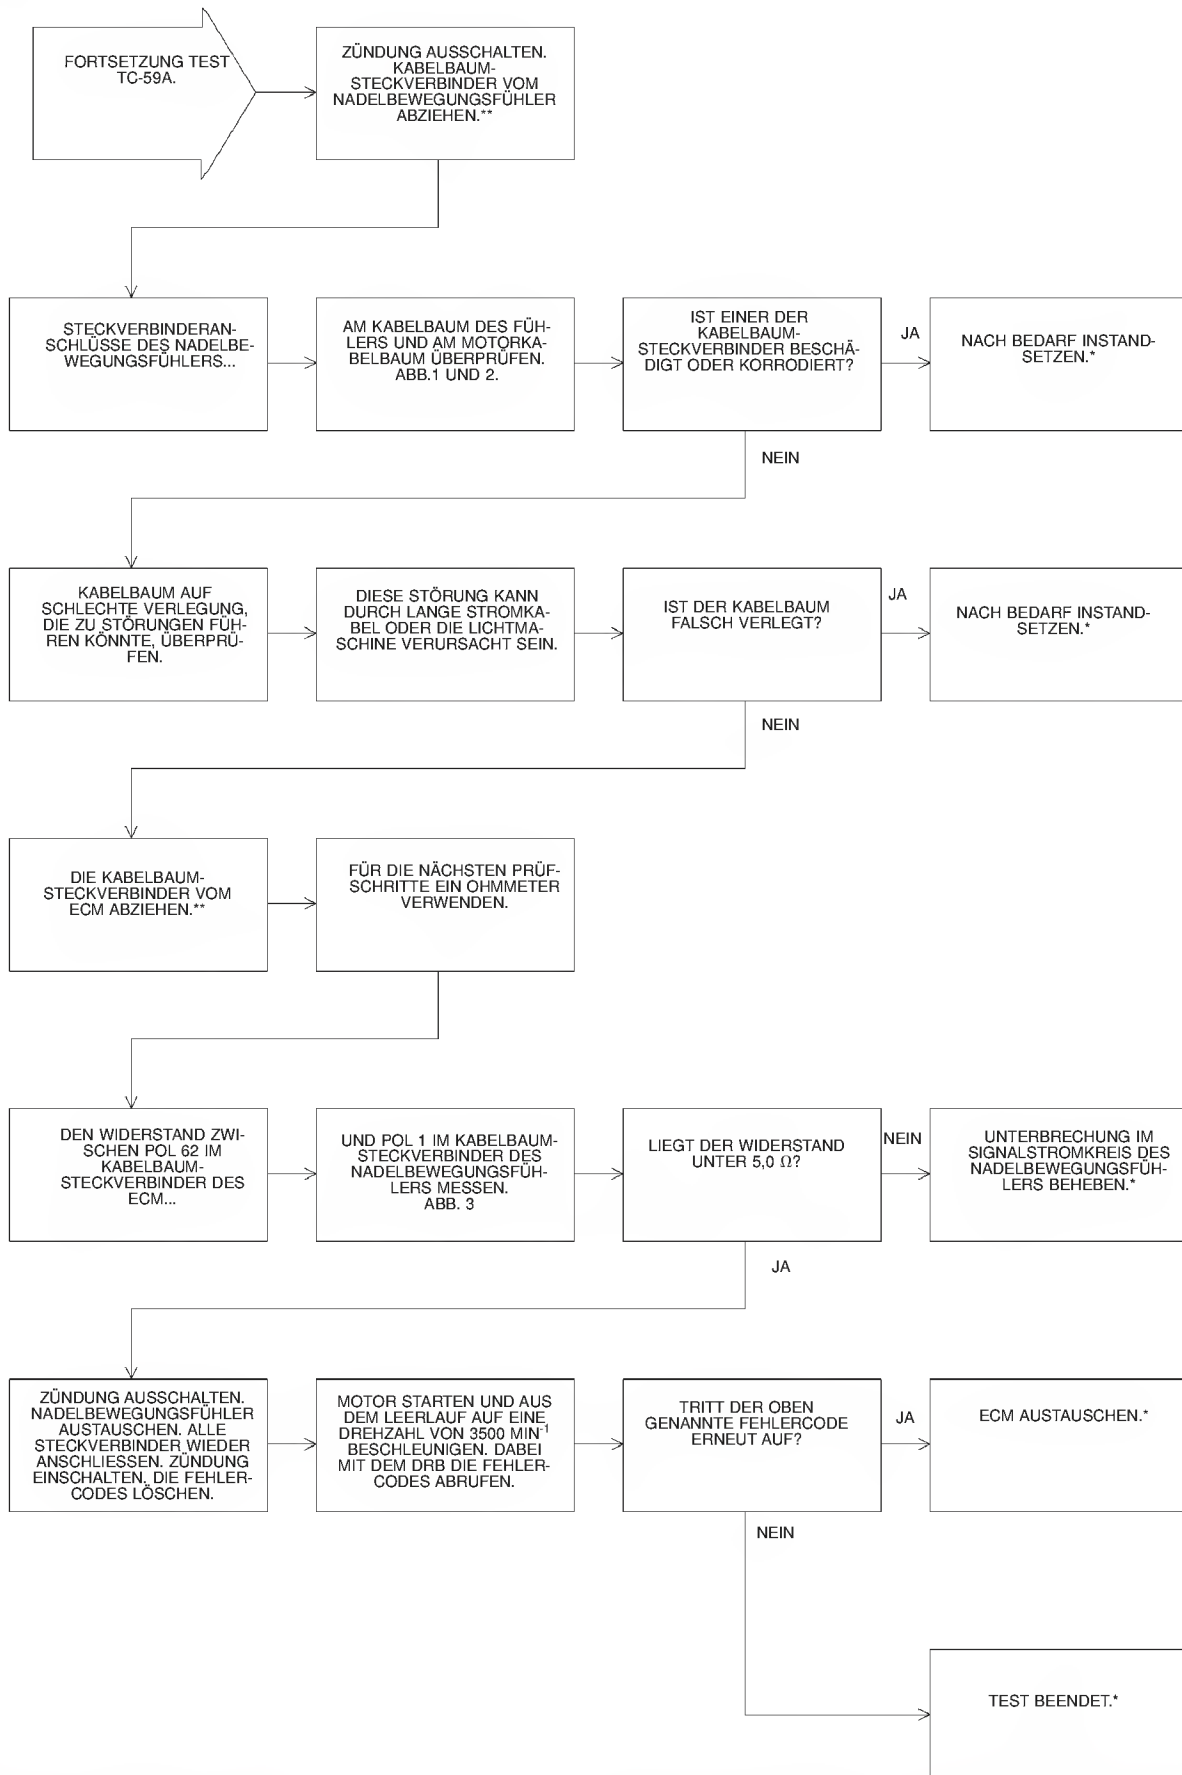 FORTSETZUNG TEST
TC-59A.
ZÜNDUNG AUSSCHALTEN.
KABELBAUM-
STECKVERBINDER VOM
NADELBEWEGUNGSFÜHLER
ABZIEHEN.**
STECKVERBINDERAN-
SCHLÜSSE DES NADELBE-
WEGUNGSFÜHLERS...
AM KABELBAUM DES FÜH-
LERS UND AM MOTORKA-
BELBAUM ÜBERPRÜFEN.
ABB.1 UND 2.
IST EINER DER
KABELBAUM-
STECKVERBINDER BESCHÄ-
DIGT ODER KORRODIERT?
JA
NACH BEDARF INSTAND-
SETZEN.*
NEIN
KABELBAUM AUF
SCHLECHTE VERLEGUNG,
DIE ZU STÖRUNGEN FÜH-
REN KÖNNTE, ÜBERPRÜ-
FEN.
DIESE STÖRUNG KANN
DURCH LANGE STROMKA-
BEL ODER DIE LICHTMA-
SCHINE VERURSACHT SEIN.
IST DER KABELBAUM
FALSCH VERLEGT?
JA
NACH BEDARF INSTAND-
SETZEN.*
NEIN
DIE KABELBAUM-
STECKVERBINDER VOM
ECM ABZIEHEN.**
FÜR DIE NÄCHSTEN PRÜF-
SCHRITTE EIN OHMMETER
VERWENDEN.
DEN WIDERSTAND ZWI-
SCHEN POL 62 IM
KABELBAUM-
STECKVERBINDER DES
ECM...
UND POL 1 IM KABELBAUM-
STECKVERBINDER DES
NADELBEWEGUNGSFÜH-
LERS MESSEN.
ABB. 3
LIEGT DER WIDERSTAND
UNTER 5,0 Ω?
NEIN
UNTERBRECHUNG IM
SIGNALSTROMKREIS DES
NADELBEWEGUNGSFÜH-
LERS BEHEBEN.*
JA
ZÜNDUNG AUSSCHALTEN.
NADELBEWEGUNGSFÜHLER
AUSTAUSCHEN. ALLE
STECKVERBINDER WIEDER
ANSCHLIESSEN. ZÜNDUNG
EINSCHALTEN. DIE FEHLER-
CODES LÖSCHEN.
MOTOR STARTEN UND AUS
DEM LEERLAUF AUF EINE
DREHZAHL VON 3500 MIN⁻¹
BESCHLEUNIGEN. DABEI
MIT DEM DRB DIE FEHLER-
CODES ABRUFEN.
TRITT DER OBEN
GENANNTE FEHLERCODE
ERNEUT AUF?
JA
ECM AUSTAUSCHEN.*
NEIN
TEST BEENDET.*